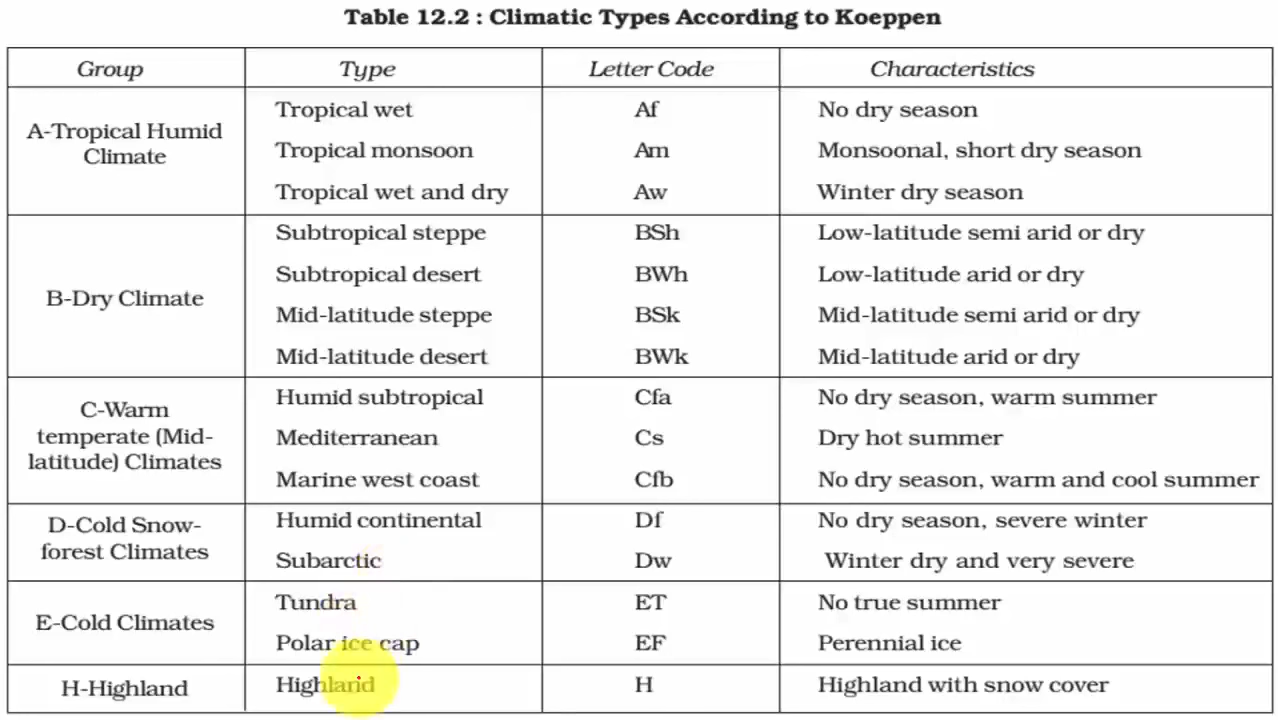 Table 12.2 : Climatic Types According to Koeppen
Group Type Letter Code Characteristics
A-Tropical Humid Climate
Tropical wet Af No dry season
Tropical monsoon Am Monsoonal, short dry season
Tropical wet and dry Aw Winter dry season
B-Dry Climate
Subtropical steppe BSh Low-latitude semi arid or dry
Subtropical desert BWh Low-latitude arid or dry
Mid-latitude steppe BSk Mid-latitude semi arid or dry
Mid-latitude desert BWk Mid-latitude arid or dry
C-Warm
temperate (Mid-
latitude) Climates
Humid subtropical Cfa No dry season, warm summer
Mediterranean Cs Dry hot summer
Marine west coast Cfb No dry season, warm and cool summer
D-Cold Snow-
forest Climates
Humid continental Df No dry season, severe winter
Subarctic Dw Winter dry and very severe
E-Cold Climates
Tundra ET No true summer
Polar ice cap EF Perennial ice
H-Highland
Highland H Highland with snow cover